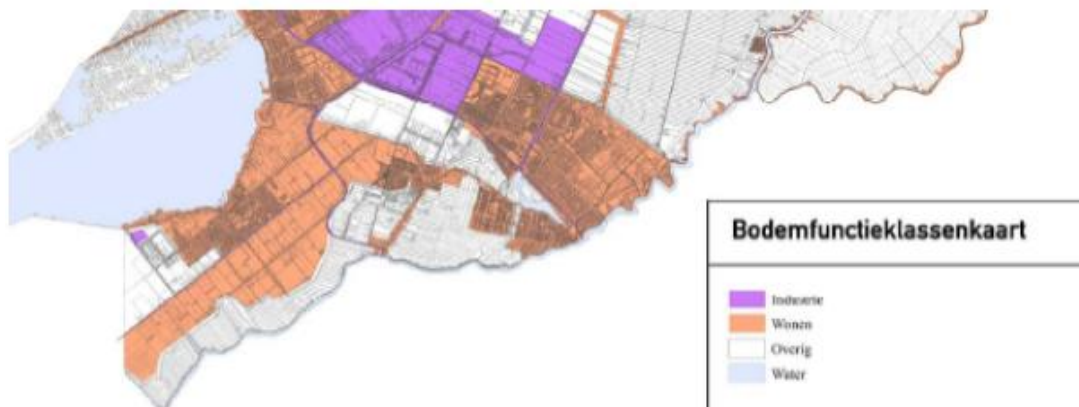 Bodemfunctieklassenkaart
Industrie
Wonen
Overig
Water